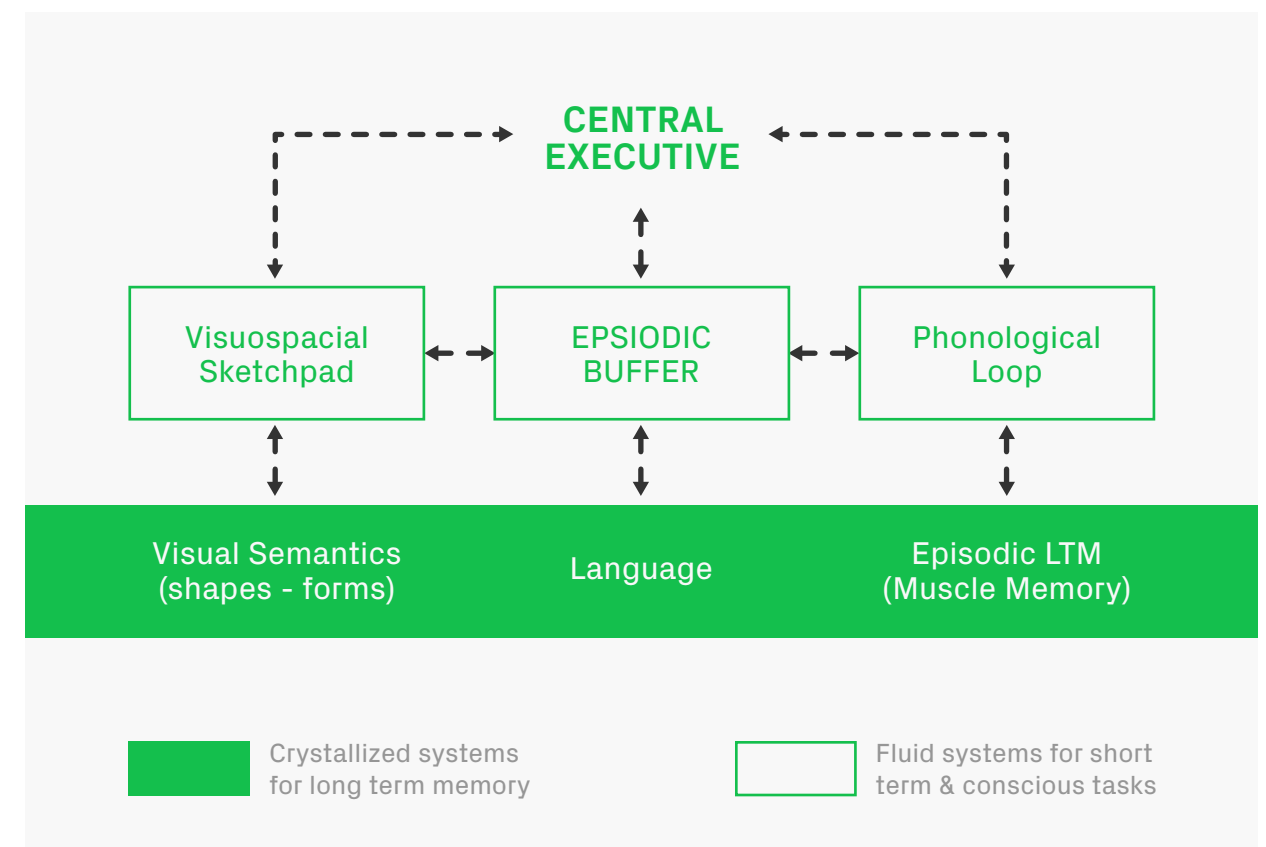 CENTRAL
EXECUTIVE
Visuospacial
Sketchpad
EPSIODIC
BUFFER
Phonological
Loop
Visual Semantics
(shapes - forms)
Language
Episodic LTM
(Muscle Memory)
Crystallized systems
for long term memory
Fluid systems for short
term & conscious tasks